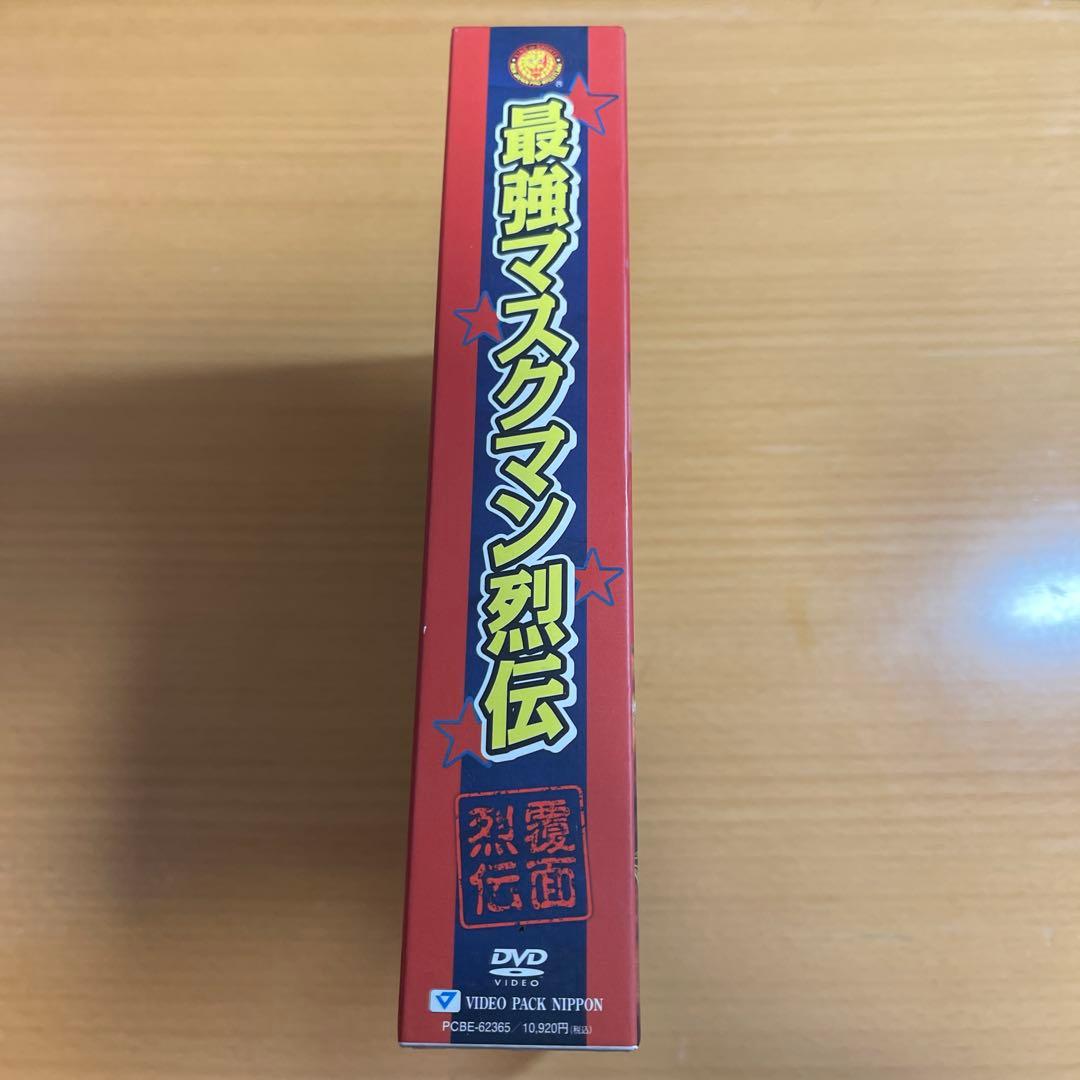 最強マスクマン烈伝
覆面
烈伝
DVD
VIDEO
VIDEO PACK NIPPON
PCBE-62365/10,920円(税込)